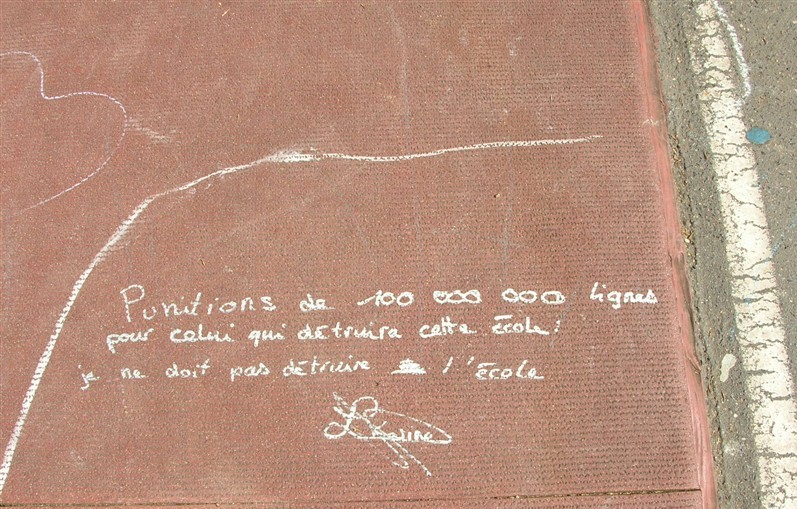 Punitions de 100 000 000 lignes
pour celui qui détruira cette école :
je ne doit pas détruire l'école